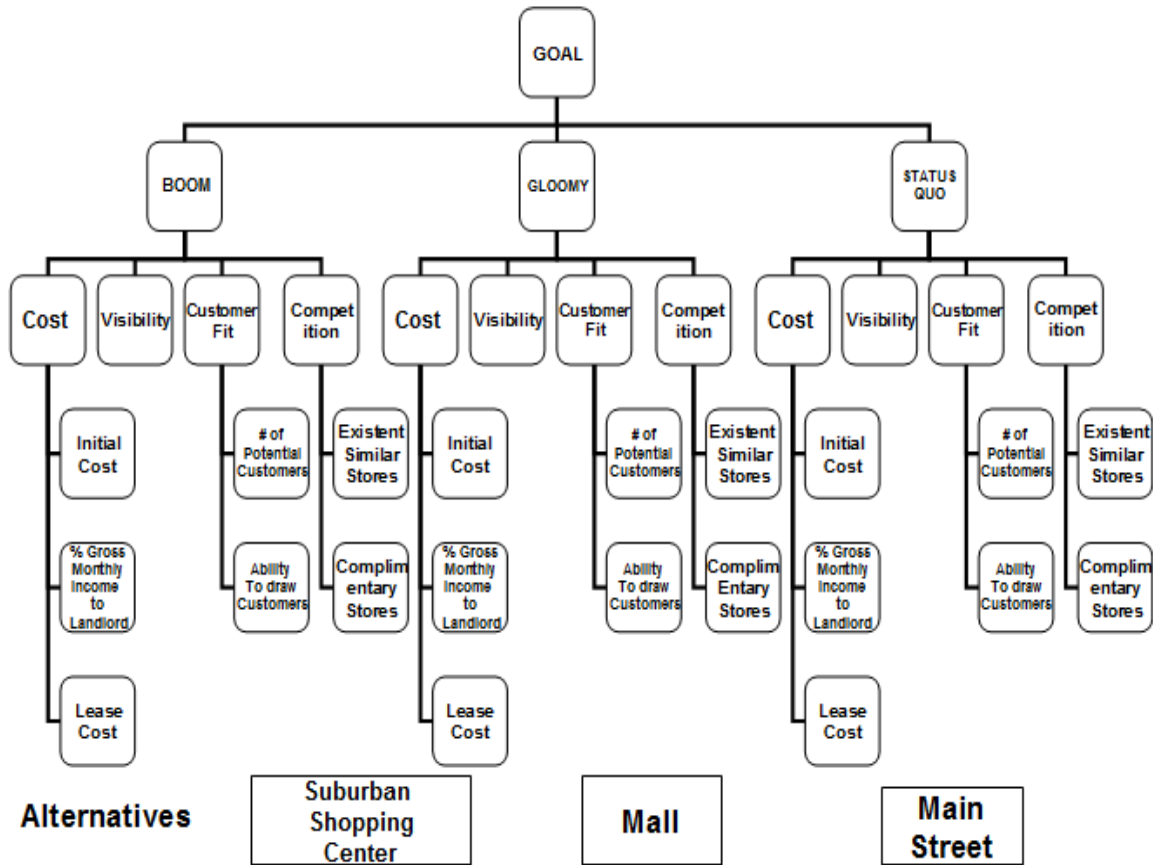 GOAL
BOOM
GLOOMY
STATUS
QUO
Cost
Visibility
Customer
Fit
Compet
ition
Cost
Visibility
Customer
Fit
Compet
ition
Cost
Visibility
Customer
Fit
Compet
ition
Initial
Cost
# of
Potential
Customers
Existent
Similar
Stores
Initial
Cost
# of
Potential
Customers
Existent
Similar
Stores
Initial
Cost
# of
Potential
Customers
Existent
Similar
Stores
% Gross
Monthly
Income
to
Landlord
Ability
To draw
Customers
Complim
entary
Stores
% Gross
Monthly
Income
to
Landlord
Ability
To draw
Customers
Complim
Entary
Stores
% Gross
Monthly
Income
to
Landlord
Ability
To draw
Customers
Complim
entary
Stores
Lease
Cost
Lease
Cost
Lease
Cost
Alternatives
Suburban
Shopping
Center
Mall
Main
Street